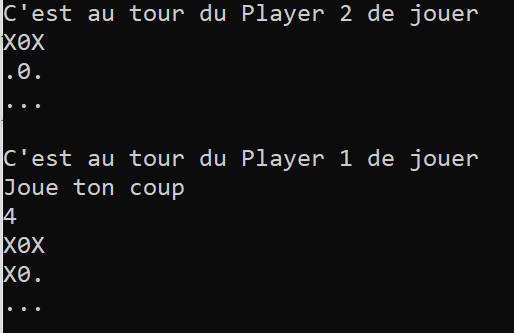 C'est au tour du Player 2 de jouer
X0X
.0.
...
C'est au tour du Player 1 de jouer
Joue ton coup
4
X0X
X0.
...